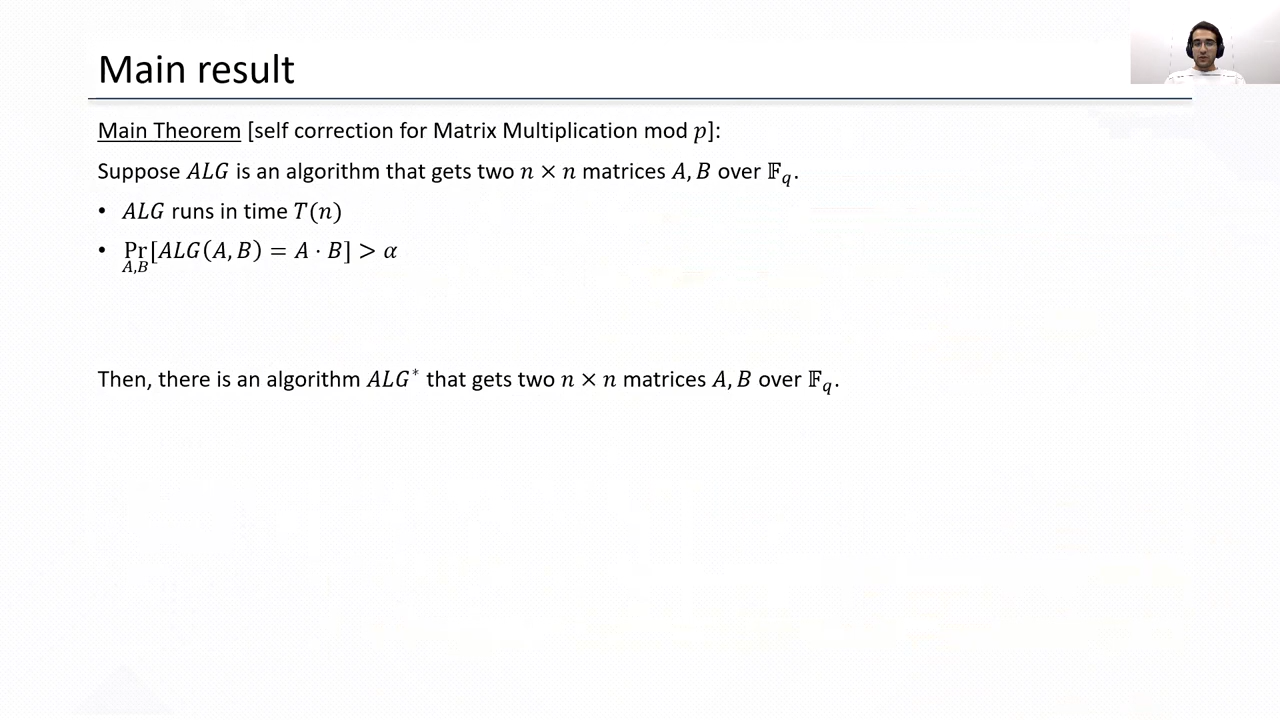 Main result
Main Theorem [self correction for Matrix Multiplication mod 𝑝]:
Suppose 𝐴𝐿𝐺 is an algorithm that gets two 𝑛 × 𝑛 matrices 𝐴, 𝐵 over 𝔽_𝑞.
• 𝐴𝐿𝐺 runs in time 𝑇(𝑛)
• Pr_{𝐴,𝐵}[𝐴𝐿𝐺(𝐴, 𝐵) = 𝐴 · 𝐵] > 𝛼
Then, there is an algorithm 𝐴𝐿𝐺* that gets two 𝑛 × 𝑛 matrices 𝐴, 𝐵 over 𝔽_𝑞.